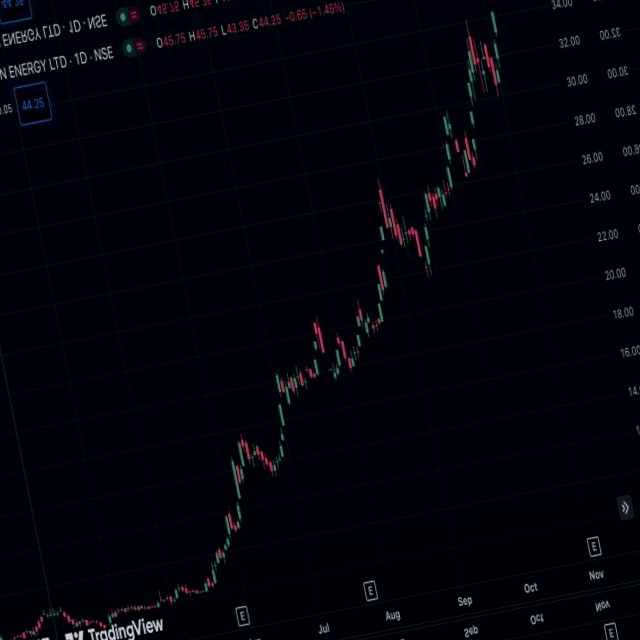 ENERGY LTD · 1D · NSE
N ENERGY LTD · 1D · NSE O45.75 H45.75 L43.35 C44.25 -0.65 (-1.45%)
44.25
34.00
32.00
30.00
28.00
26.00
24.00
22.00
20.00
18.00
16.00
E
E
E
TradingView
Jul
Aug
Sep
Oct
Nov
Oct
Nov
E